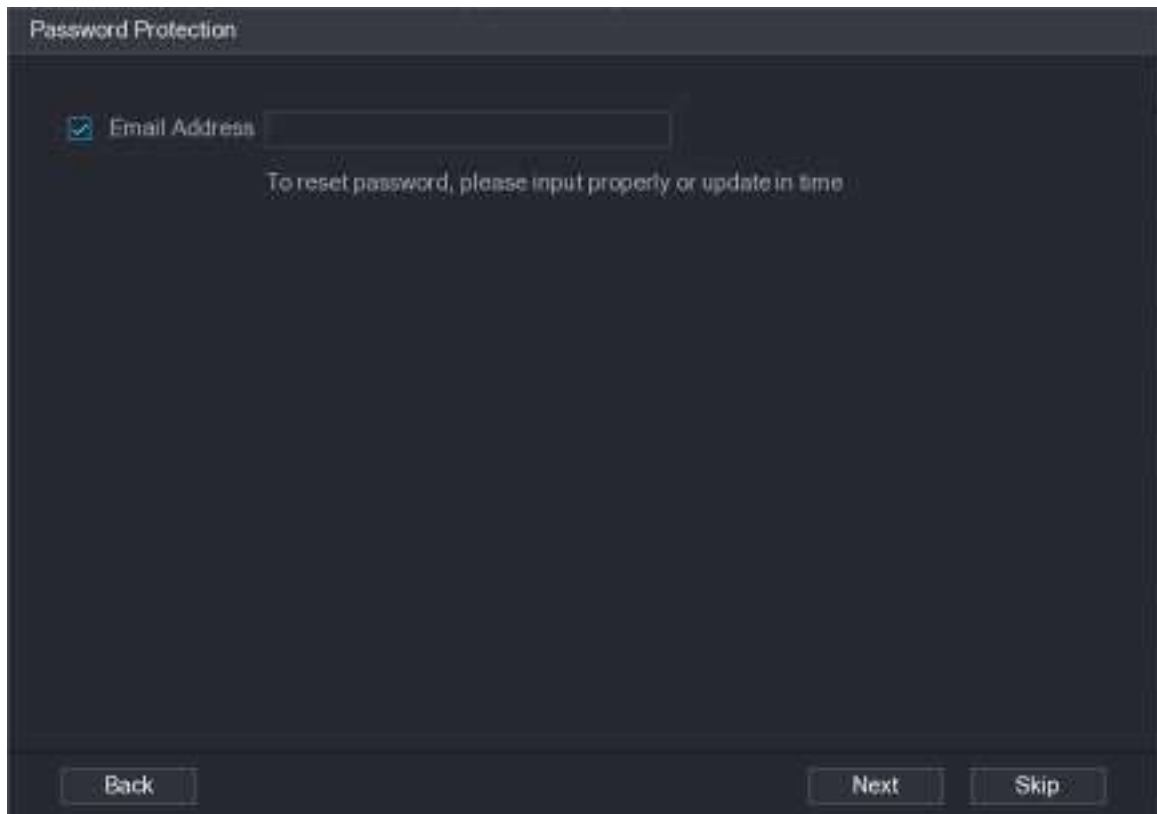 Password Protection
Email Address
To reset password, please input properly or update in time
Back Next Skip